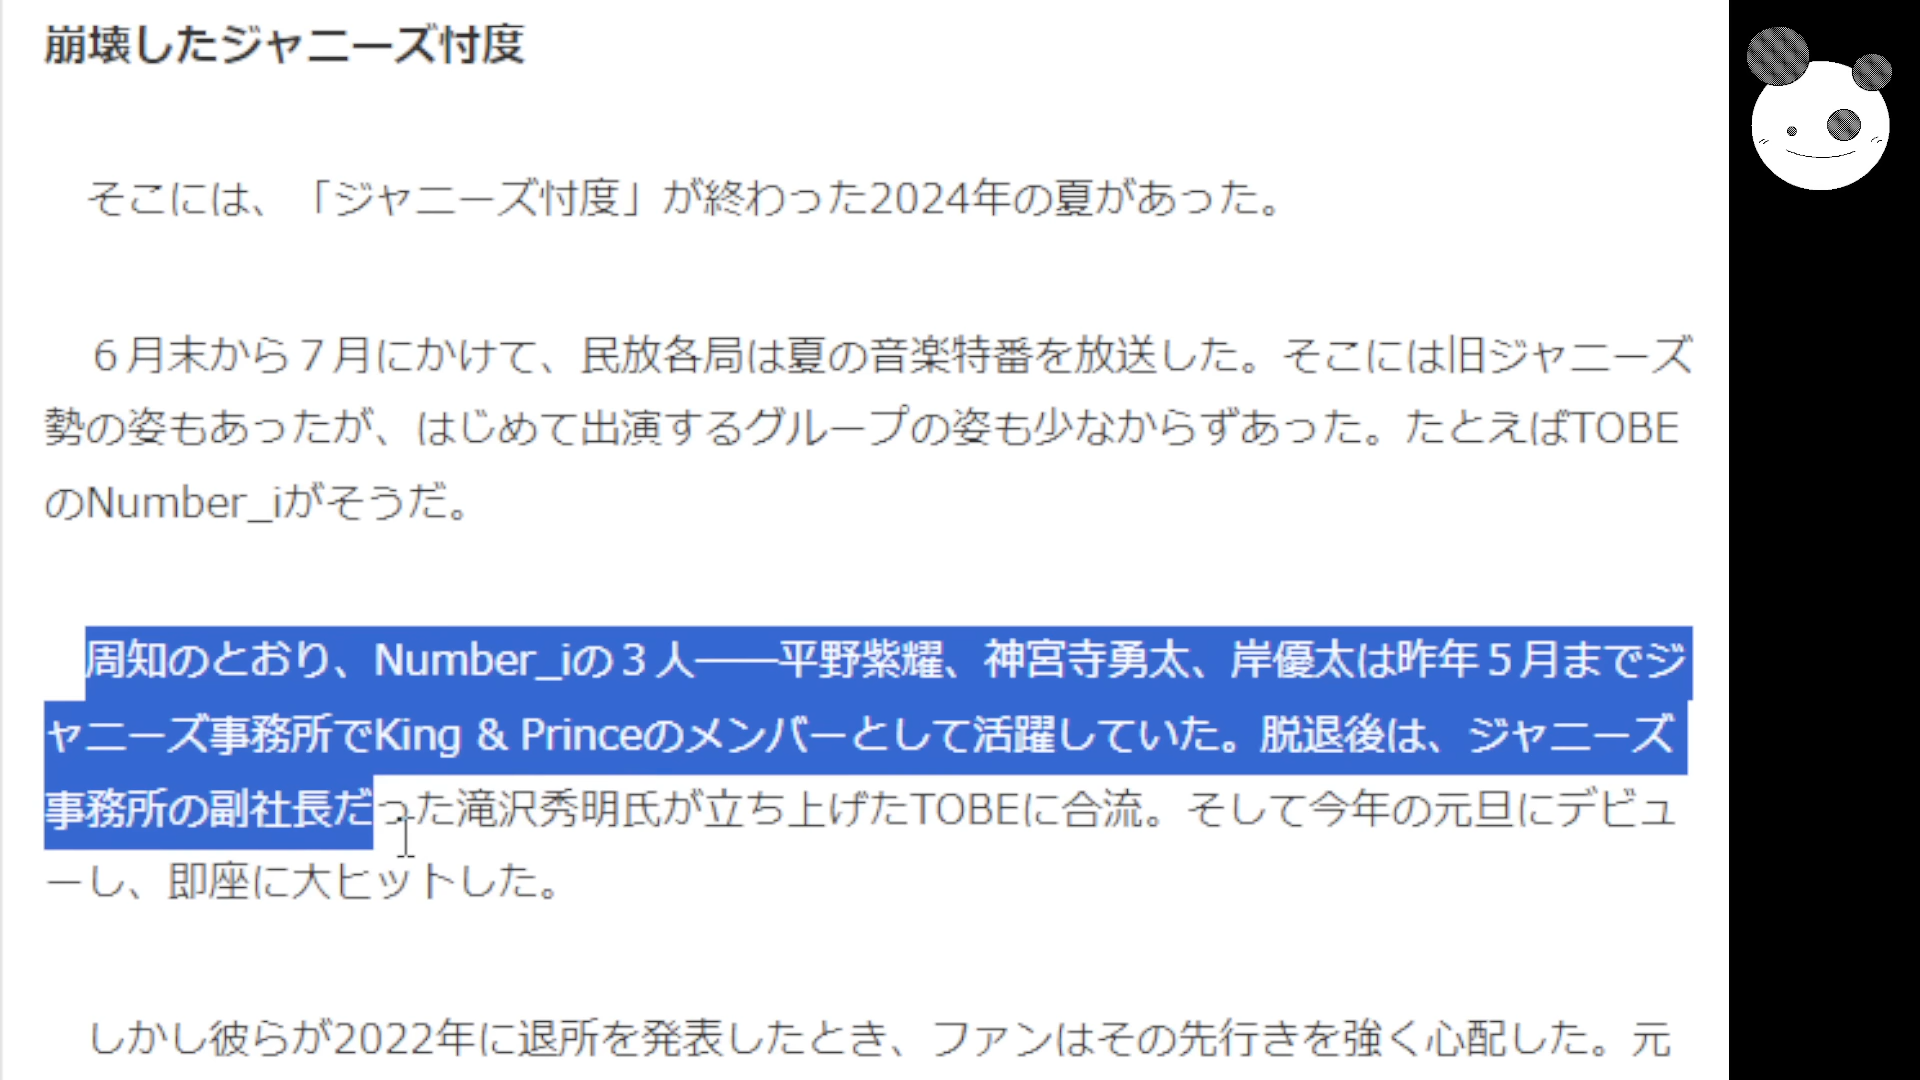 崩壊したジャニーズ忖度
そこには、「ジャニーズ忖度」が終わった2024年の夏があった。
６月末から７月にかけて、民放各局は夏の音楽特番を放送した。そこには旧ジャニーズ
勢の姿もあったが、はじめて出演するグループの姿も少なからずあった。たとえばTOBE
のNumber_iがそうだ。
周知のとおり、Number_iの３人――平野紫耀、神宮寺勇太、岸優太は昨年５月までジ
ャニーズ事務所でKing & Princeのメンバーとして活躍していた。脱退後は、ジャニーズ
事務所の副社長だった滝沢秀明氏が立ち上げたTOBEに合流。そして今年の元旦にデビュ
ーし、即座に大ヒットした。
しかし彼らが2022年に退所を発表したとき、ファンはその先行きを強く心配した。元